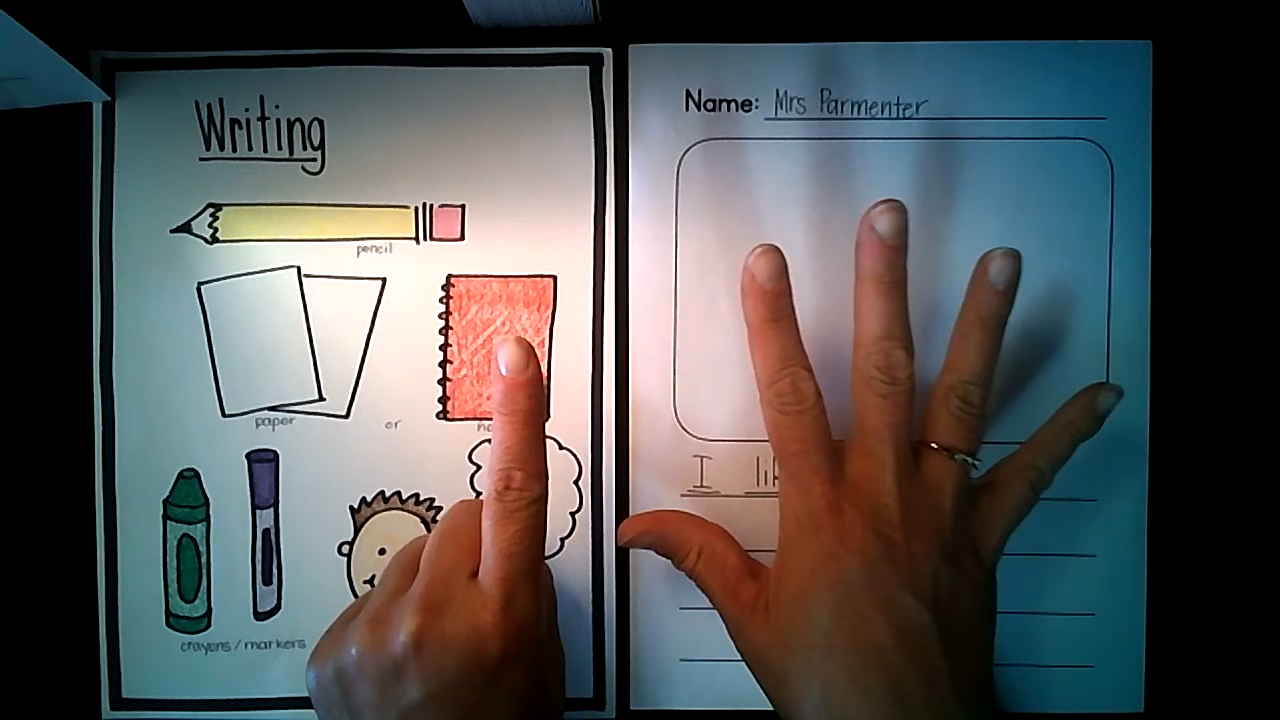 Writing
pencil
paper or
crayons / markers
Name: Mrs Parmenter
I